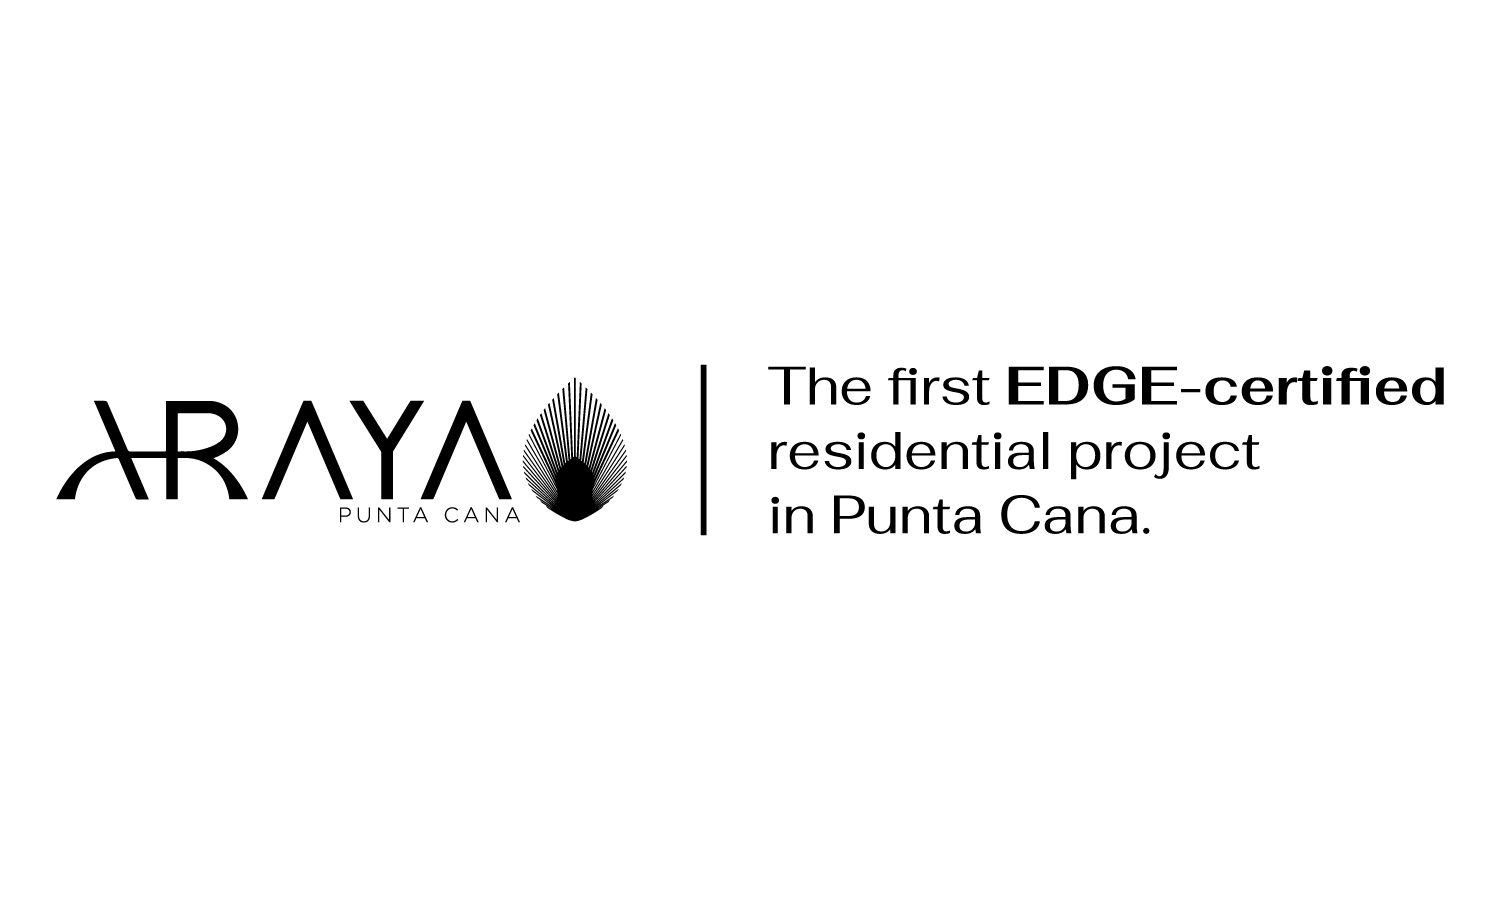 ARAYA
PUNTA CANA
The first EDGE-certified
residential project
in Punta Cana.